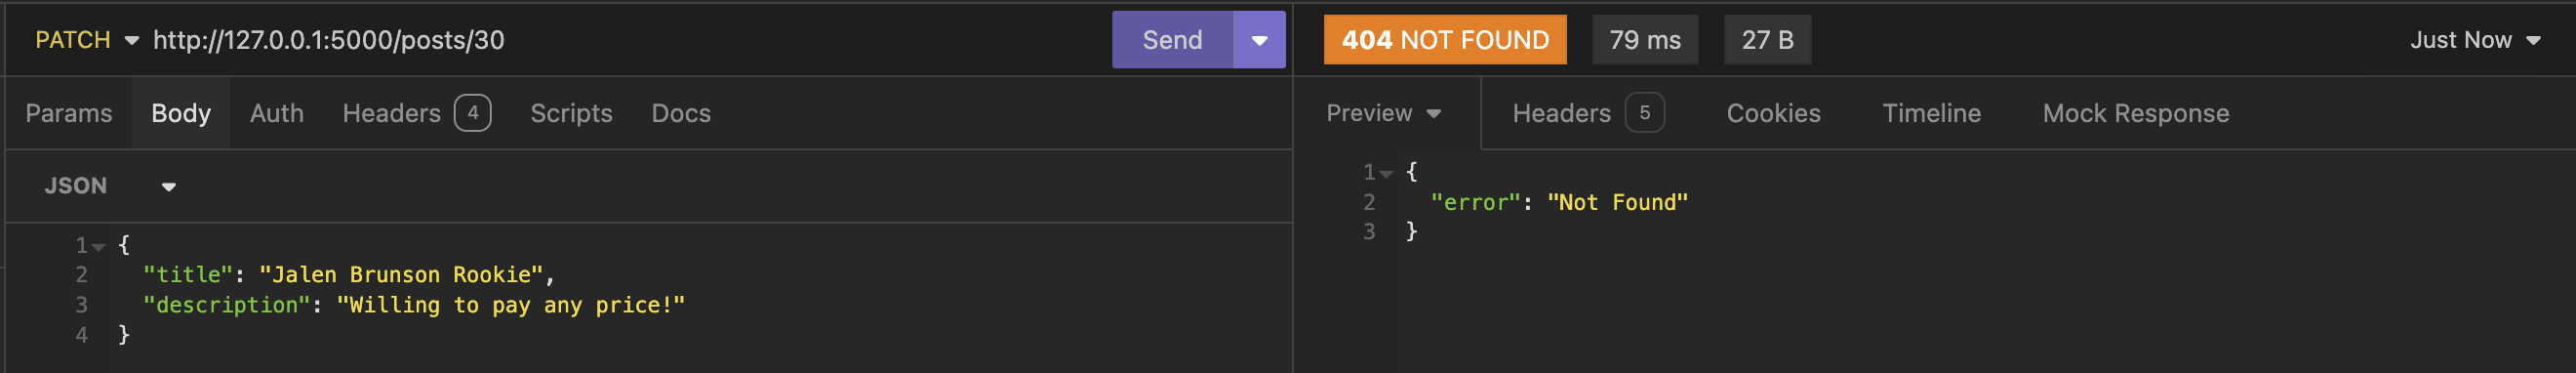 PATCH http://127.0.0.1:5000/posts/30 Send 404 NOT FOUND 79 ms 27 B Just Now
Params Body Auth Headers 4 Scripts Docs Preview Headers 5 Cookies Timeline Mock Response
JSON
1 {
2 "title": "Jalen Brunson Rookie",
3 "description": "Willing to pay any price!"
4 }
1 {
2 "error": "Not Found"
3 }